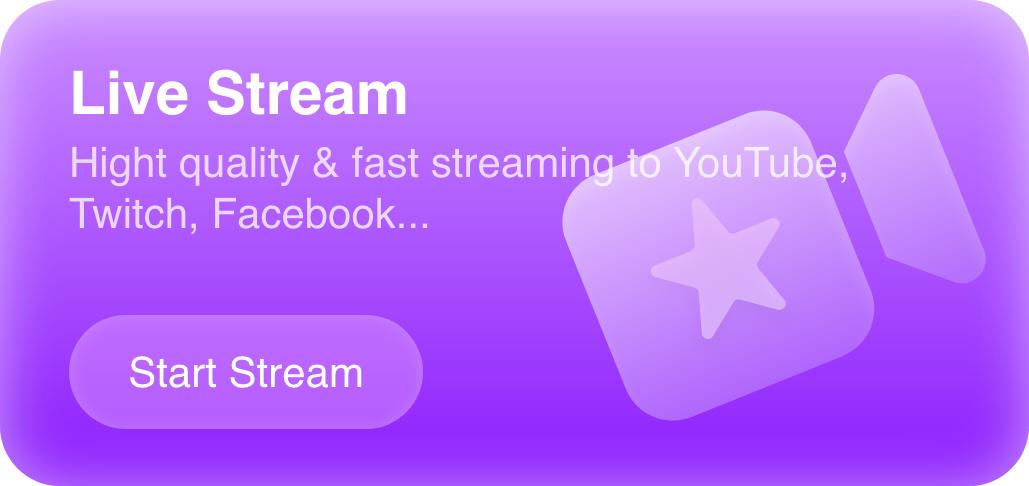 Live Stream
Hight quality & fast streaming to YouTube,
Twitch, Facebook...
Start Stream